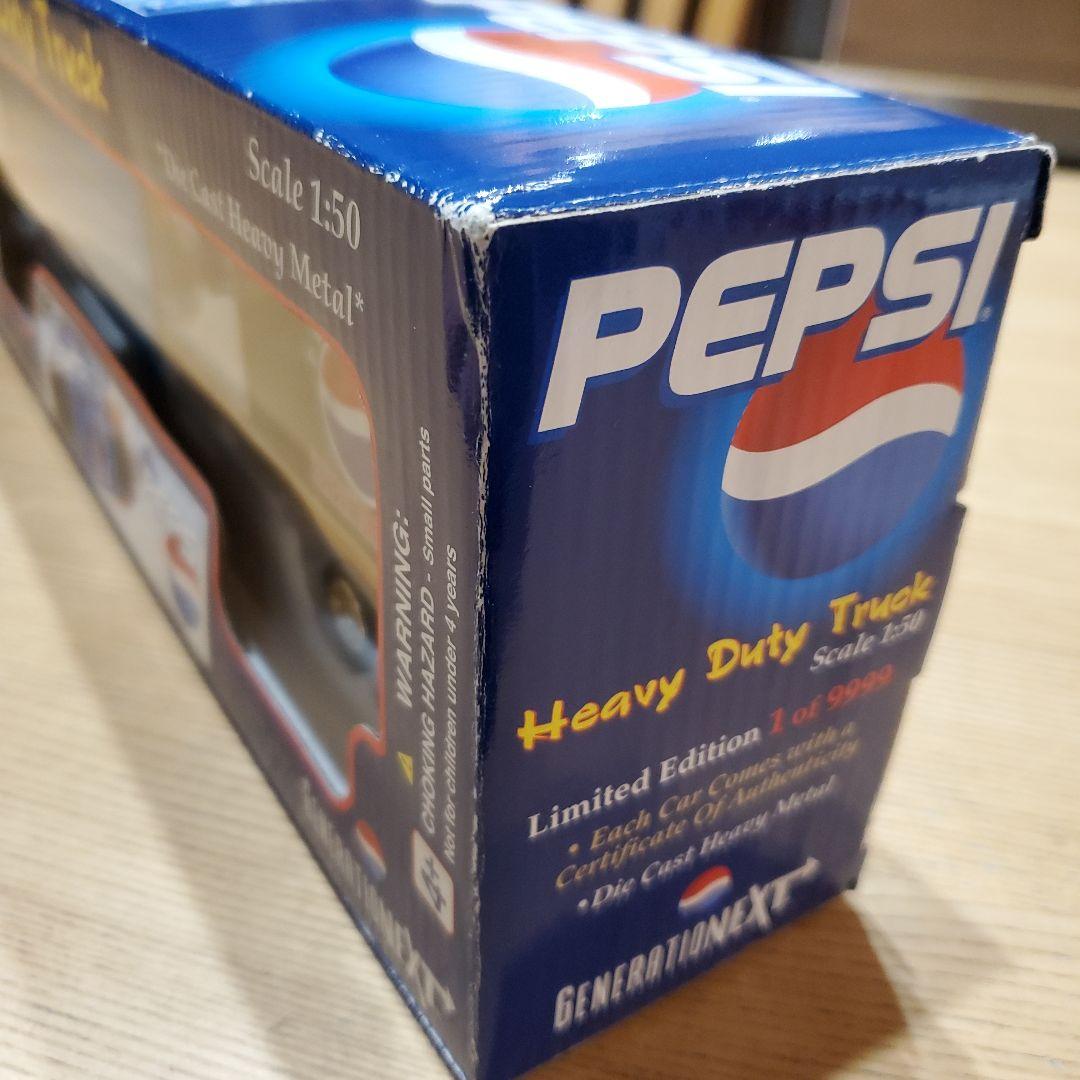 Truck
Scale 1:50
"Die Cast Heavy Metal*
WARNING:
CHOKING HAZARD - Small parts
Not for children under 4 years
4+
GENERATIONEXT
PEPSI
Heavy Duty Truck
Scale 1:50
Limited Edition 1 of 9999
• Each Car Comes with a
Certificate Of Authenticity
•Die Cast Heavy Metal
GENERATIONEXT